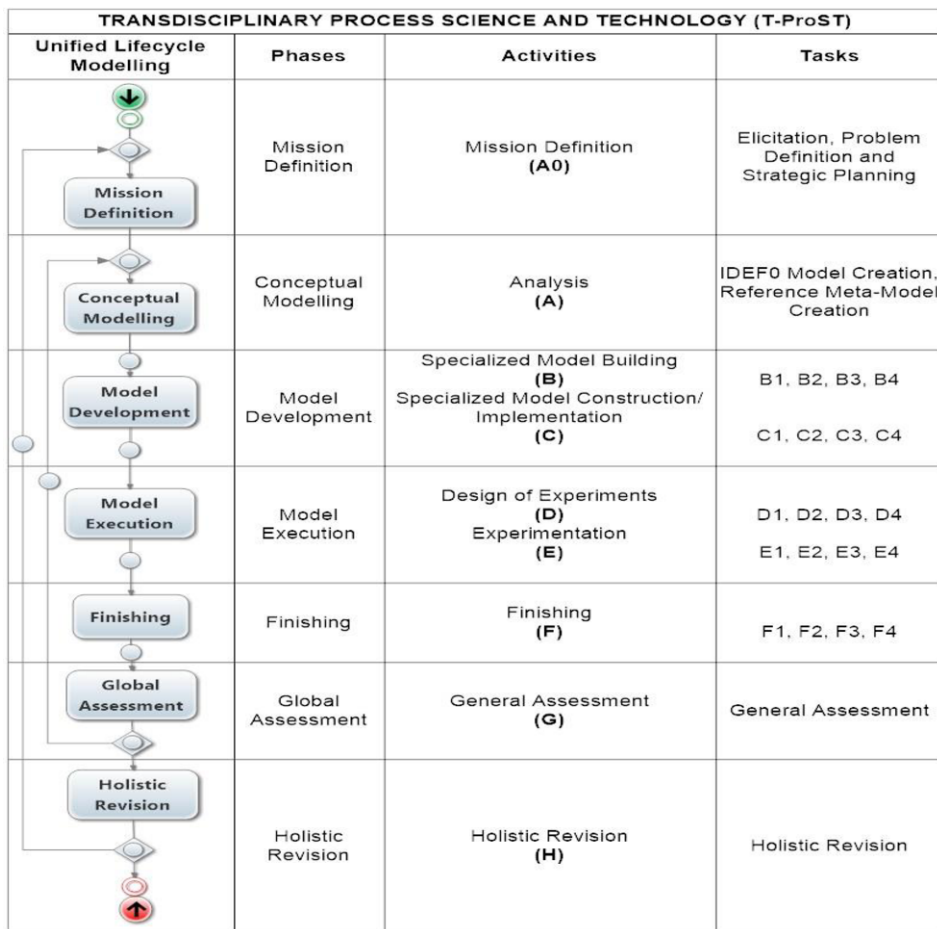 TRANSDISCIPLINARY PROCESS SCIENCE AND TECHNOLOGY (T-ProST)
Unified Lifecycle
Modelling
Phases
Activities
Tasks
Mission
Definition
Mission
Definition
Mission Definition
(A0)
Elicitation, Problem
Definition and
Strategic Planning
Conceptual
Modelling
Conceptual
Modelling
Analysis
(A)
IDEF0 Model Creation,
Reference Meta-Model
Creation
Model
Development
Model
Development
Specialized Model Building
(B)
Specialized Model Construction/
Implementation
(C)
B1, B2, B3, B4
C1, C2, C3, C4
Model
Execution
Model
Execution
Design of Experiments
(D)
Experimentation
(E)
D1, D2, D3, D4
E1, E2, E3, E4
Finishing
Finishing
Finishing
(F)
F1, F2, F3, F4
Global
Assessment
Global
Assessment
General Assessment
(G)
General Assessment
Holistic
Revision
Holistic
Revision
Holistic Revision
(H)
Holistic Revision